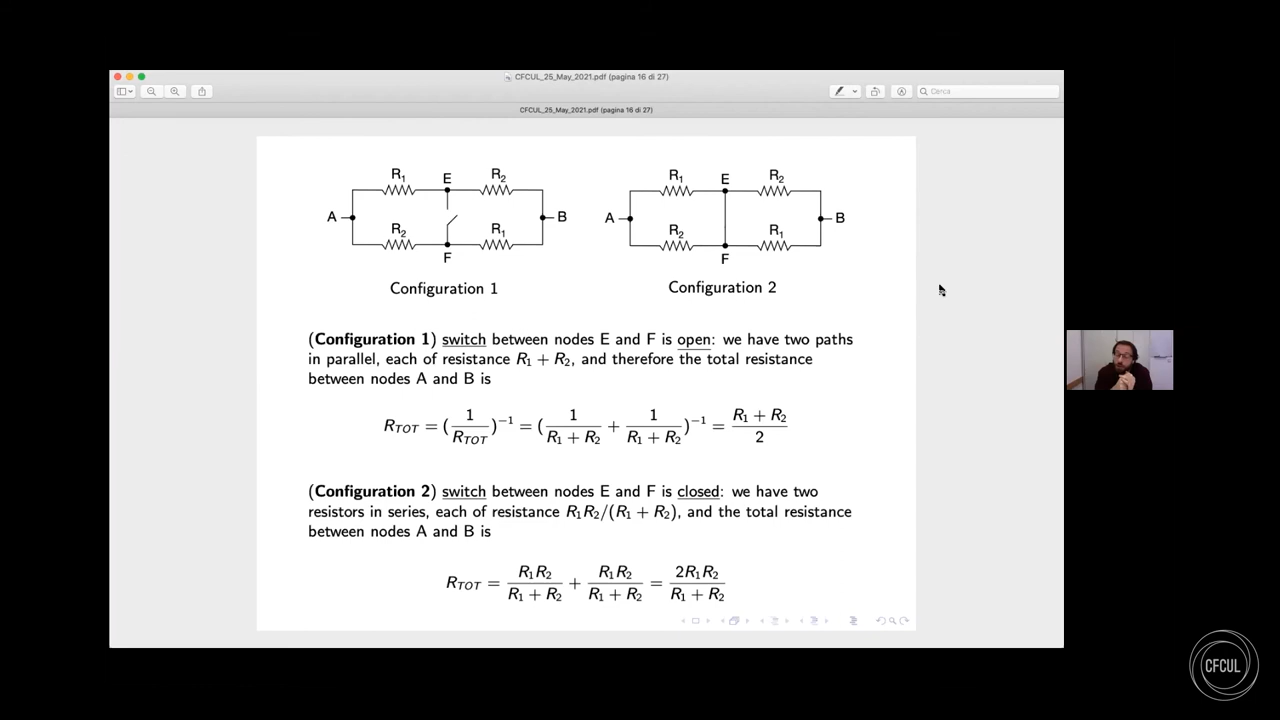 CFCUL_25_May_2021.pdf (pagina 16 di 27)
Cerca
CFCUL_25_May_2021.pdf (pagina 16 di 27)
R₁ E R₂
A B
R₂ R₁
F
Configuration 1
R₁ E R₂
A B
R₂ R₁
F
Configuration 2
(Configuration 1) switch between nodes E and F is open: we have two paths
in parallel, each of resistance R₁ + R₂, and therefore the total resistance
between nodes A and B is
R_TOT = (1/R_TOT)⁻¹ = (1/(R₁ + R₂) + 1/(R₁ + R₂))⁻¹ = (R₁ + R₂)/2
(Configuration 2) switch between nodes E and F is closed: we have two
resistors in series, each of resistance R₁R₂/(R₁ + R₂), and the total resistance
between nodes A and B is
R_TOT = R₁R₂/(R₁ + R₂) + R₁R₂/(R₁ + R₂) = 2R₁R₂/(R₁ + R₂)
CFCUL